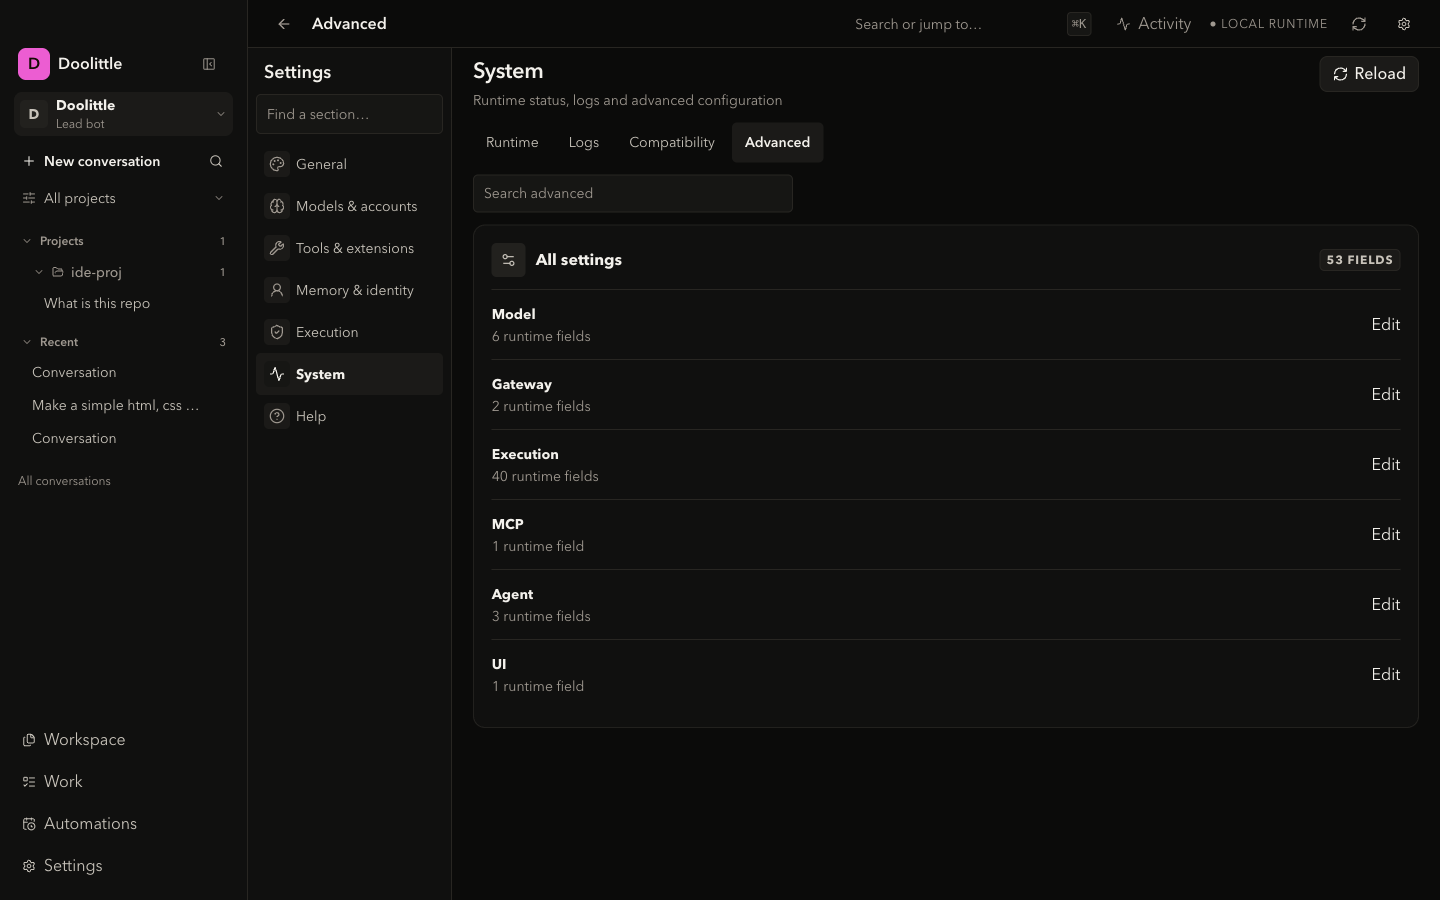 Doolittle
D
Doolittle
Lead bot
New conversation
All projects
Projects 1
ide-proj 1
What is this repo
Recent 3
Conversation
Make a simple html, css …
Conversation
All conversations
Workspace
Work
Automations
Settings
Advanced
Search or jump to…
⌘K
Activity
LOCAL RUNTIME
Settings
Find a section…
General
Models & accounts
Tools & extensions
Memory & identity
Execution
System
Help
System
Runtime status, logs and advanced configuration
Reload
Runtime Logs Compatibility Advanced
Search advanced
All settings
53 FIELDS
Model
6 runtime fields
Edit
Gateway
2 runtime fields
Edit
Execution
40 runtime fields
Edit
MCP
1 runtime field
Edit
Agent
3 runtime fields
Edit
UI
1 runtime field
Edit